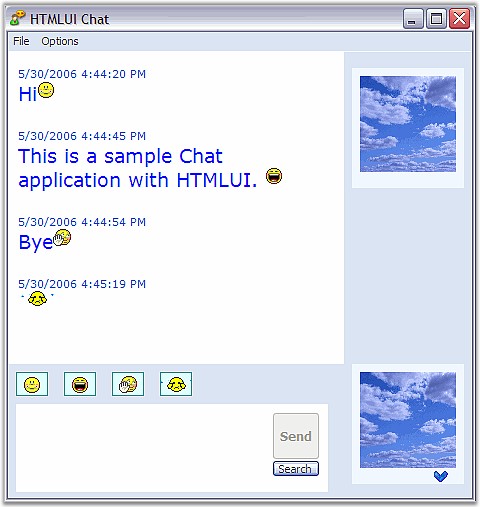 HTMLUI Chat
File Options
5/30/2006 4:44:20 PM
Hi
5/30/2006 4:44:45 PM
This is a sample Chat
application with HTMLUI.
5/30/2006 4:44:54 PM
Bye
5/30/2006 4:45:19 PM
Send
Search